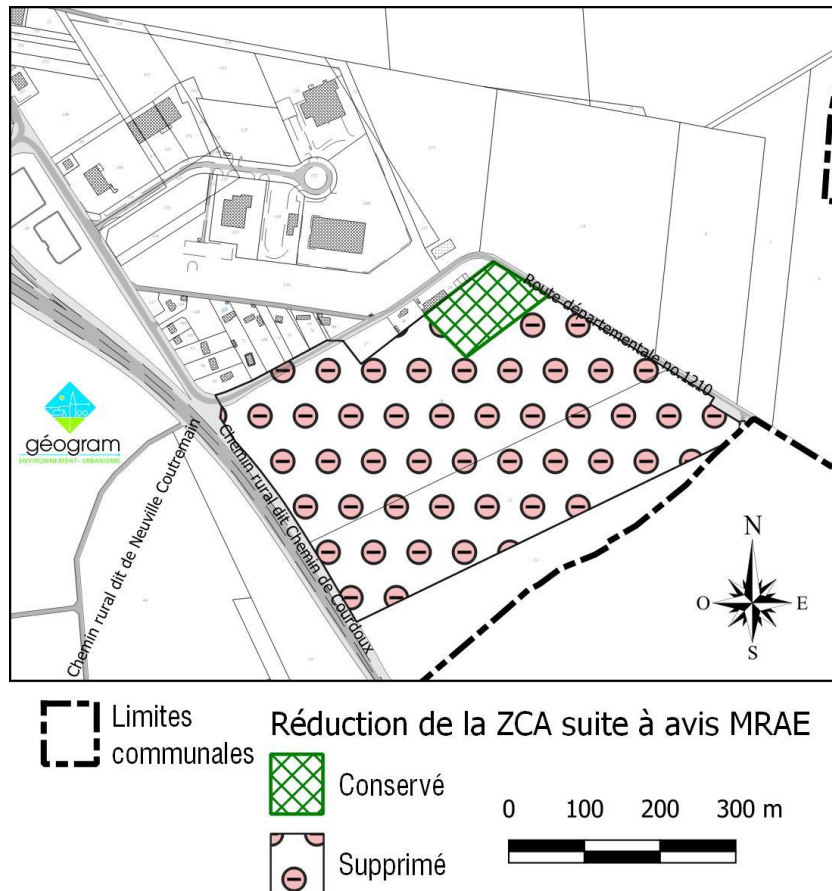 Route départementale no 1210
géogram
ENVIRONNEMENT - URBANISME
Chemin rural dit de Neuville Coutremain
Chemin rural dit Chemin de Courdoux
N
O
E
S
Limites
communales
Réduction de la ZCA suite à avis MRAE
Conservé
Supprimé
0 100 200 300 m